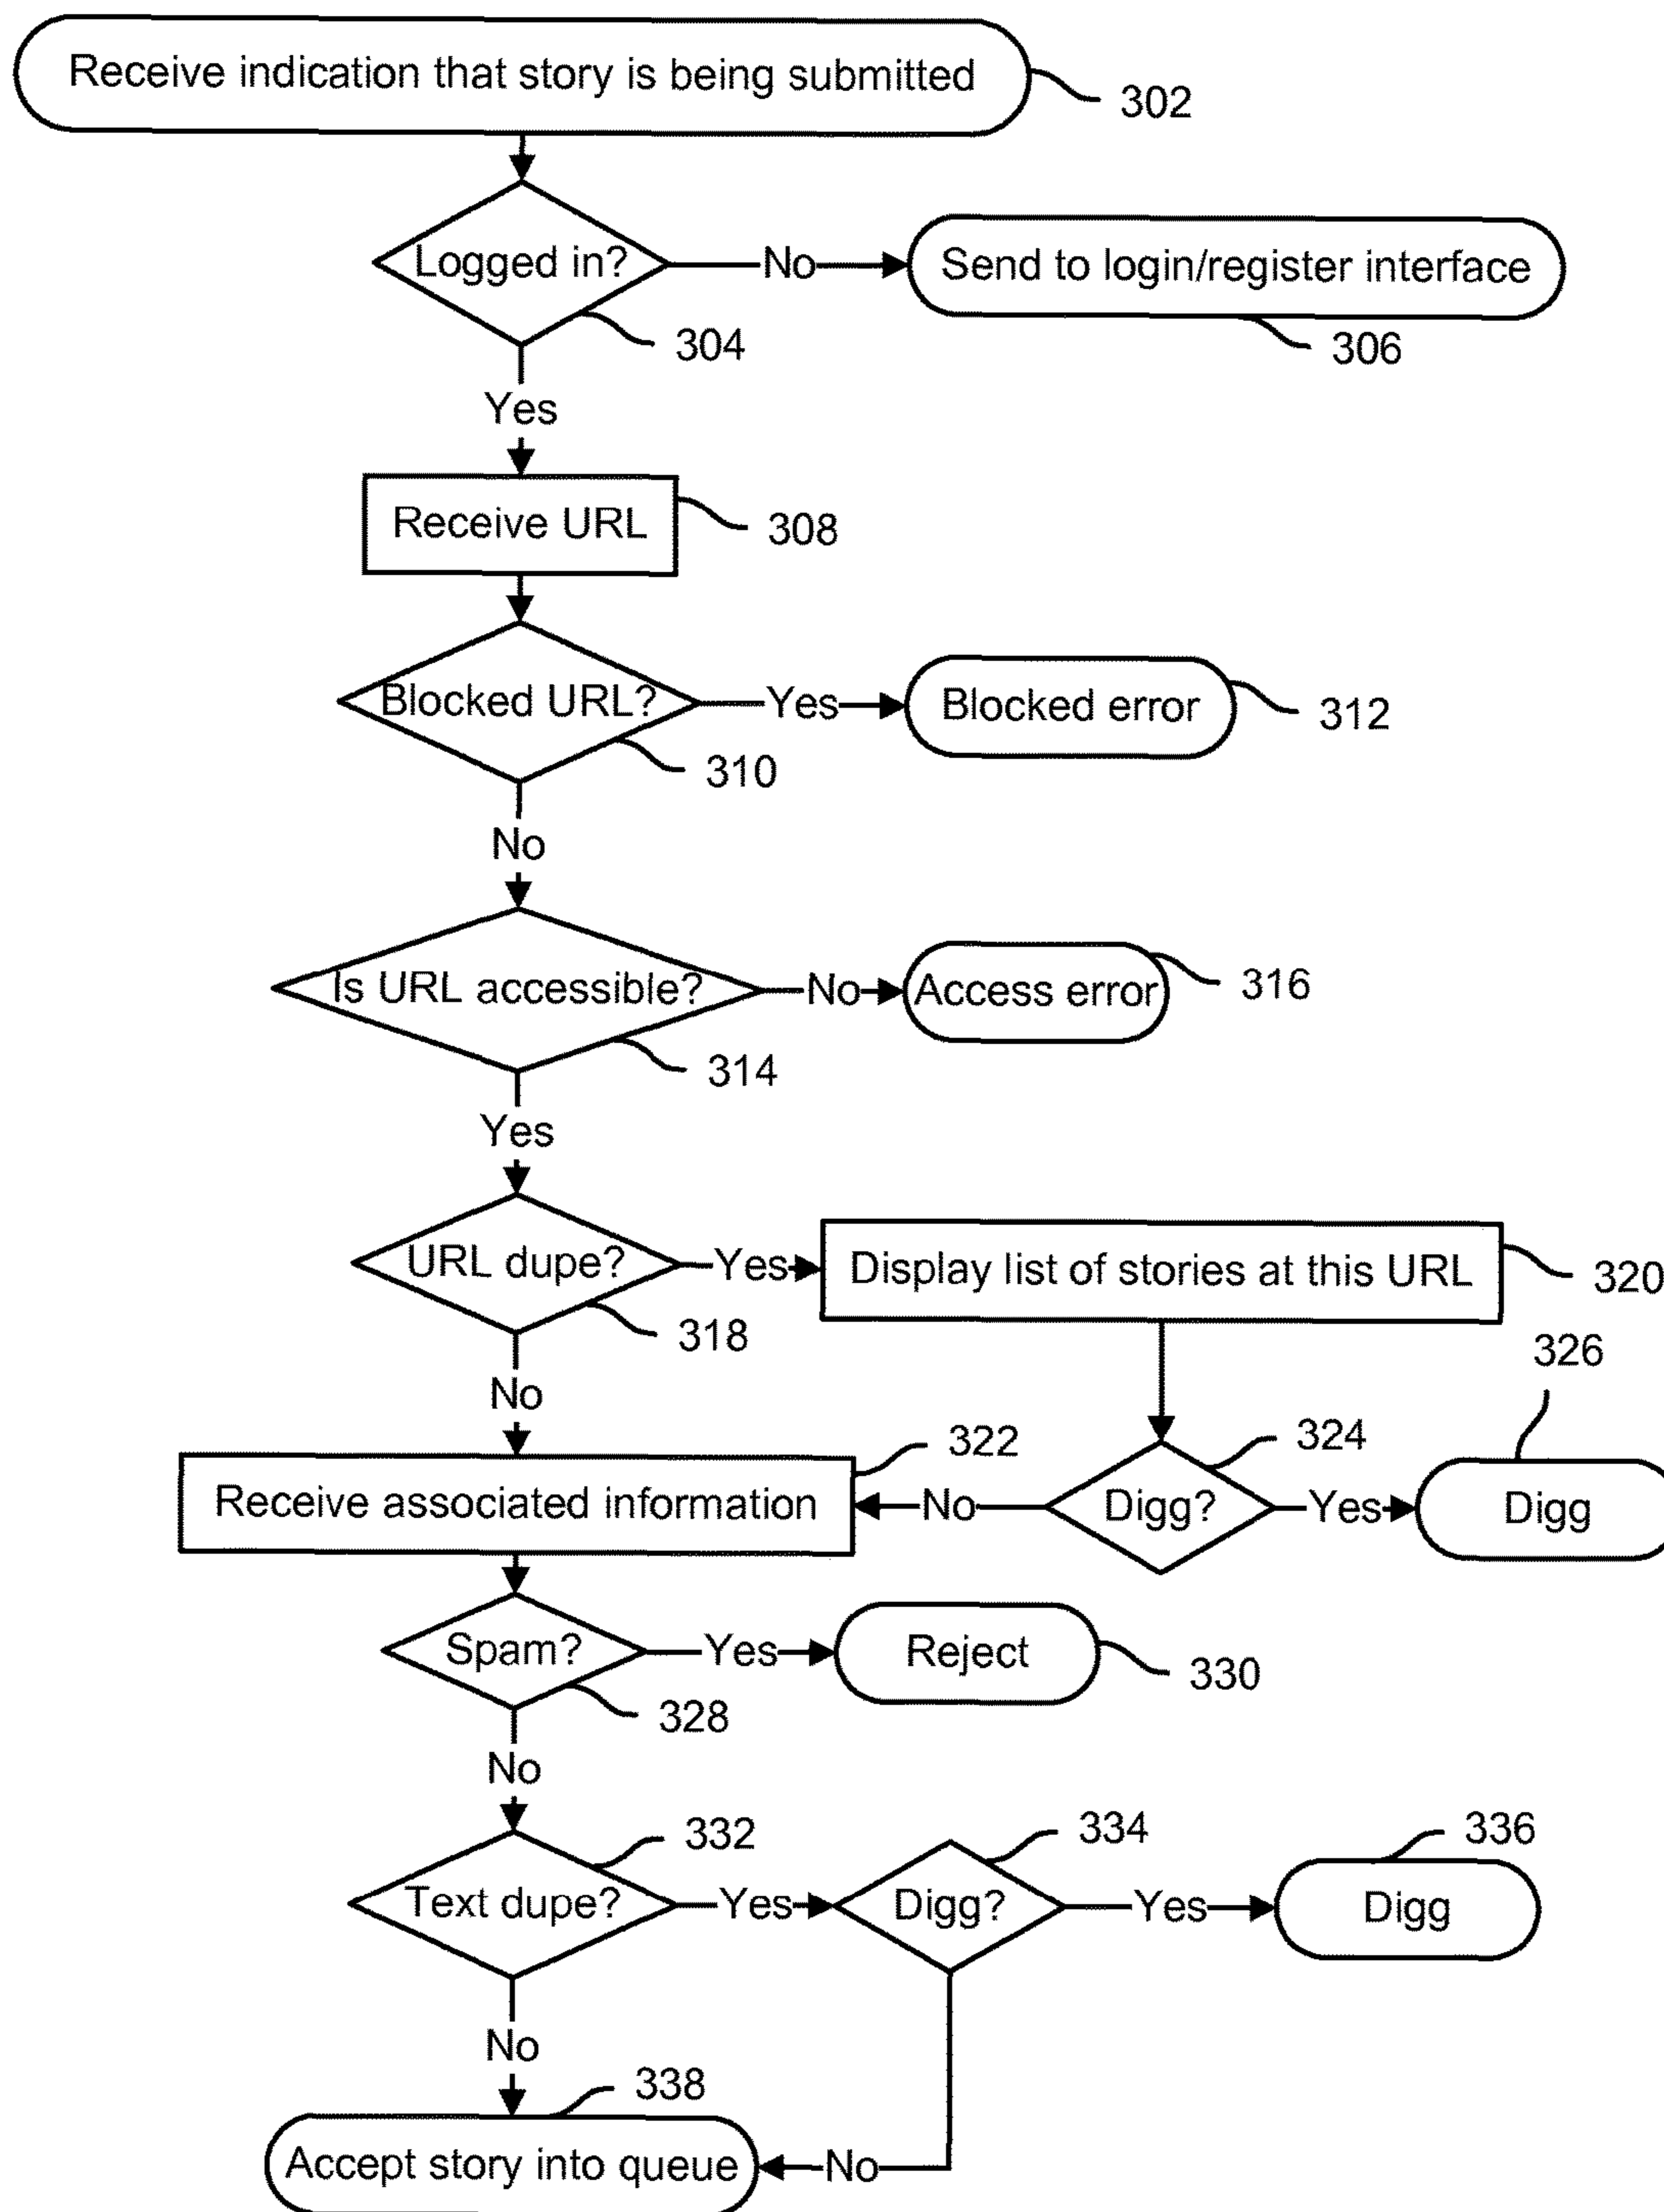 Receive indication that story is being submitted
302
Logged in?
No
Send to login/register interface
304
306
Yes
Receive URL
308
Blocked URL?
Yes
Blocked error
312
310
No
Is URL accessible?
No
Access error
316
314
Yes
URL dupe?
Yes
Display list of stories at this URL
320
318
326
No
322
324
Receive associated information
No
Digg?
Yes
Digg
Spam?
Yes
Reject
330
328
No
332
334
336
Text dupe?
Yes
Digg?
Yes
Digg
No
338
Accept story into queue
No